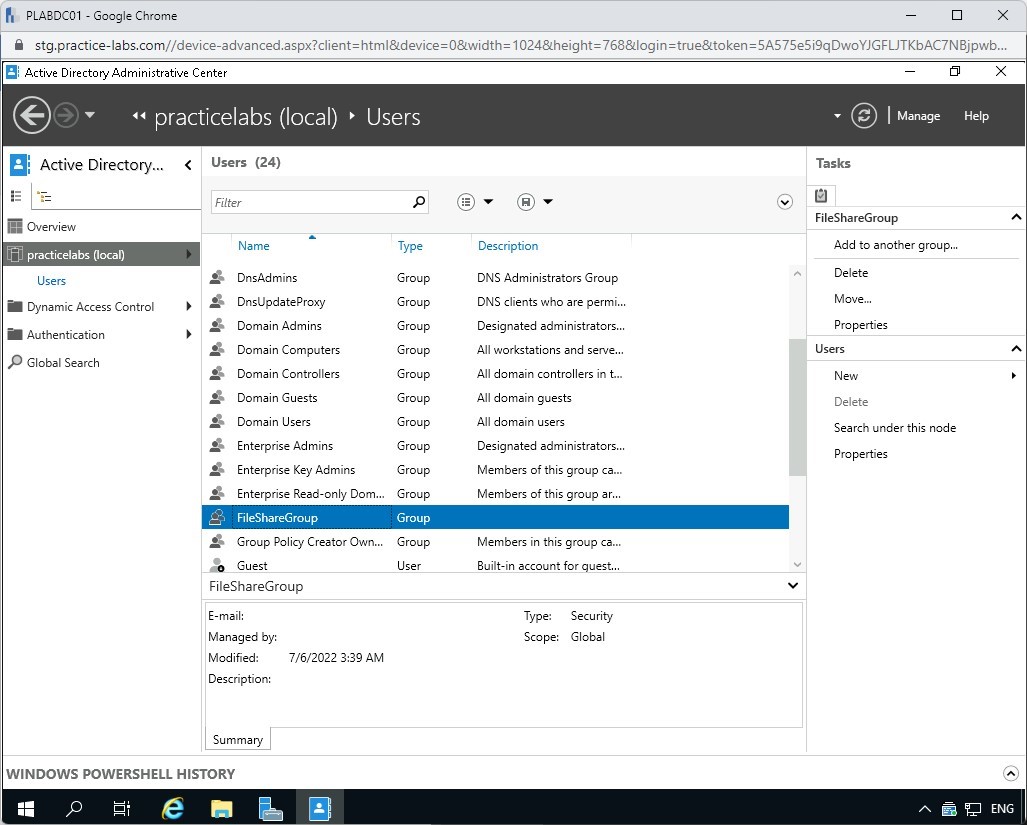 PLABDC01 - Google Chrome
stg.practice-labs.com//device-advanced.aspx?client=html&device=0&width=1024&height=768&login=true&token=5A575e5i9qDwoYJGFLJTKbAC7NBjpwb...
Active Directory Administrative Center
practicelabs (local) Users
Manage Help
Active Directory...
Overview
practicelabs (local)
Users
Dynamic Access Control
Authentication
Global Search
Users (24)
Filter
Name Type Description
DnsAdmins Group DNS Administrators Group
DnsUpdateProxy Group DNS clients who are permi...
Domain Admins Group Designated administrators...
Domain Computers Group All workstations and serve...
Domain Controllers Group All domain controllers in t...
Domain Guests Group All domain guests
Domain Users Group All domain users
Enterprise Admins Group Designated administrators...
Enterprise Key Admins Group Members of this group ca...
Enterprise Read-only Dom... Group Members of this group ar...
FileShareGroup Group
Group Policy Creator Own... Group Members in this group ca...
Guest User Built-in account for guest...
FileShareGroup
E-mail: Type: Security
Managed by: Scope: Global
Modified: 7/6/2022 3:39 AM
Description:
Summary
Tasks
FileShareGroup
Add to another group...
Delete
Move...
Properties
Users
New
Delete
Search under this node
Properties
WINDOWS POWERSHELL HISTORY
ENG